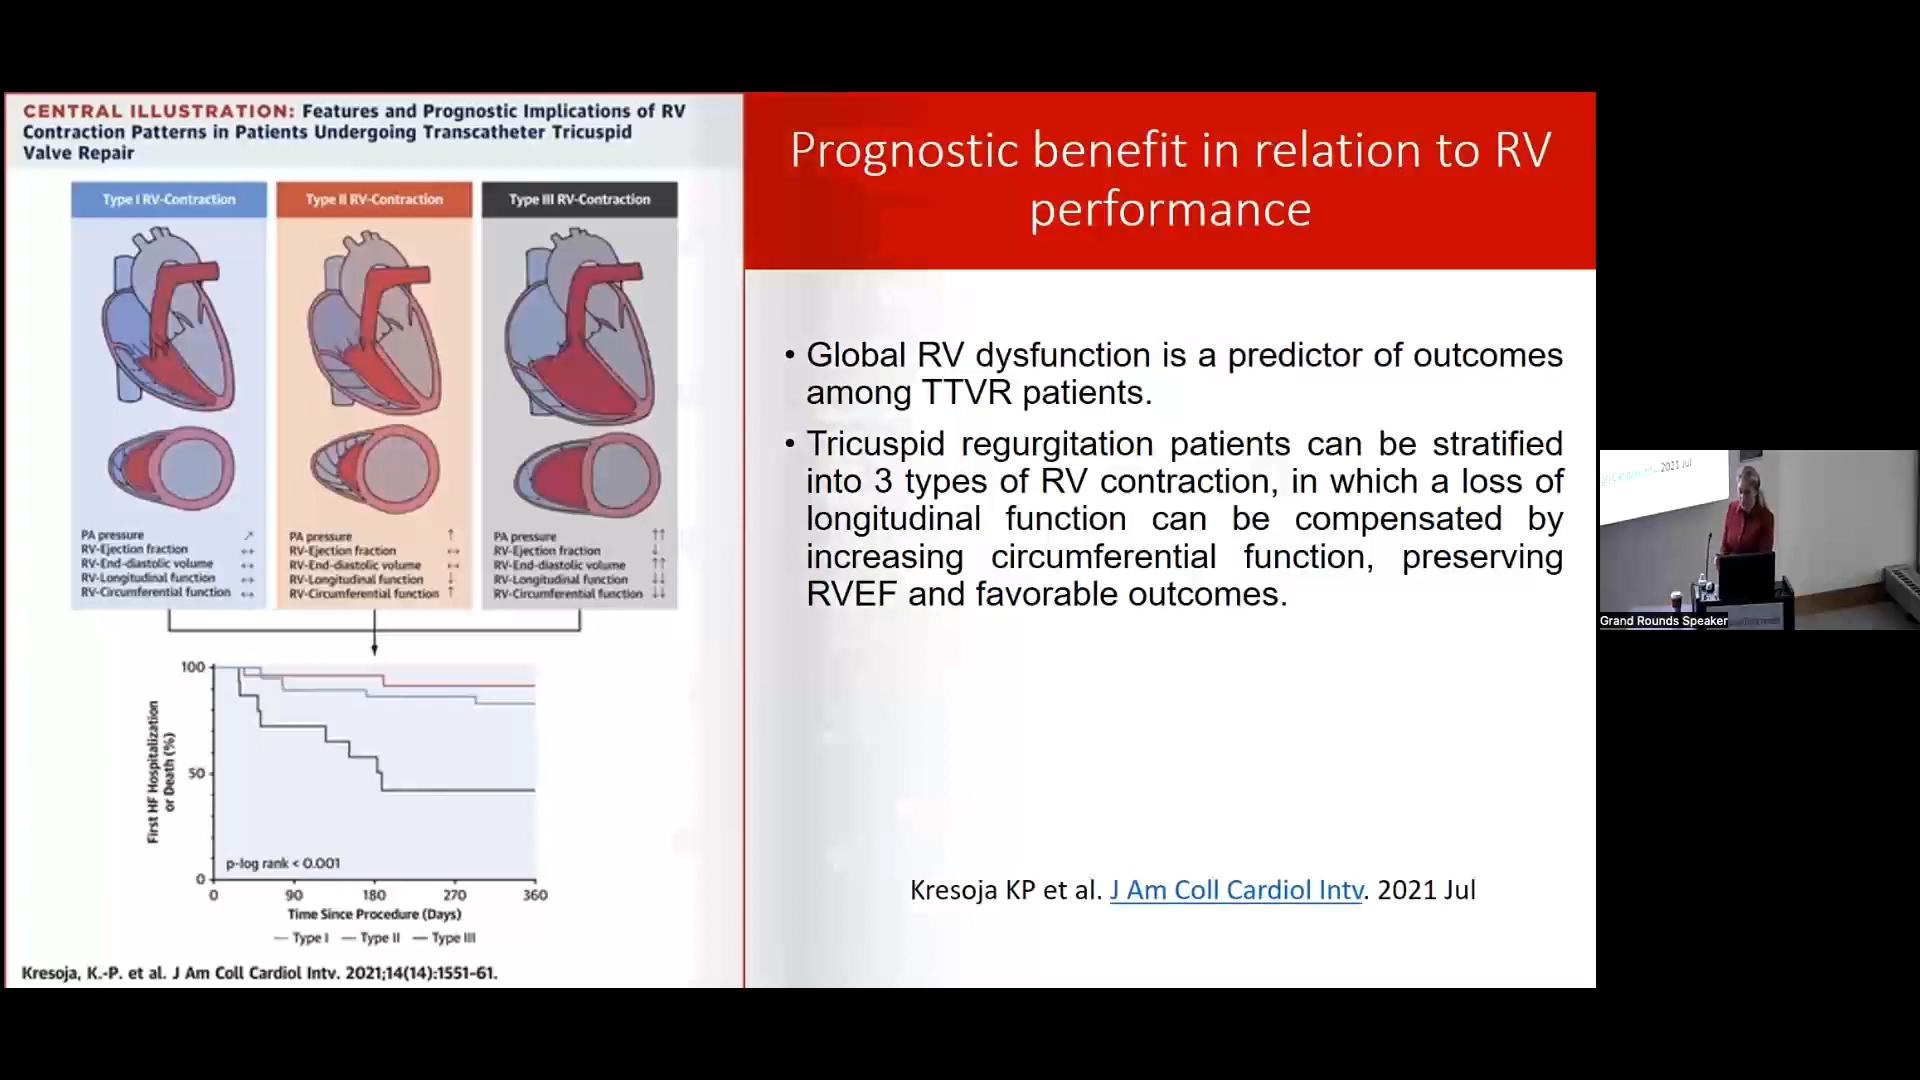 CENTRAL ILLUSTRATION: Features and Prognostic Implications of RV
Contraction Patterns in Patients Undergoing Transcatheter Tricuspid
Valve Repair
Type I RV-Contraction
PA pressure ↗
RV-Ejection fraction ↔
RV-End-diastolic volume ↔
RV-Longitudinal function ↔
RV-Circumferential function ↔
Type II RV-Contraction
PA pressure ↑
RV-Ejection fraction ↔
RV-End-diastolic volume ↔
RV-Longitudinal function ↓
RV-Circumferential function ↑
Type III RV-Contraction
PA pressure ↑↑
RV-Ejection fraction ↓
RV-End-diastolic volume ↑↑
RV-Longitudinal function ↓↓
RV-Circumferential function ↓↓
First HF Hospitalization
or Death (%)
100
50
0
p-log rank < 0.001
0 90 180 270 360
Time Since Procedure (Days)
Type I Type II Type III
Kresoja, K.-P. et al. J Am Coll Cardiol Intv. 2021;14(14):1551-61.
Prognostic benefit in relation to RV
performance
• Global RV dysfunction is a predictor of outcomes
among TTVR patients.
• Tricuspid regurgitation patients can be stratified
into 3 types of RV contraction, in which a loss of
longitudinal function can be compensated by
increasing circumferential function, preserving
RVEF and favorable outcomes.
Kresoja KP et al. J Am Coll Cardiol Intv. 2021 Jul
2021 Jul
Grand Rounds Speaker